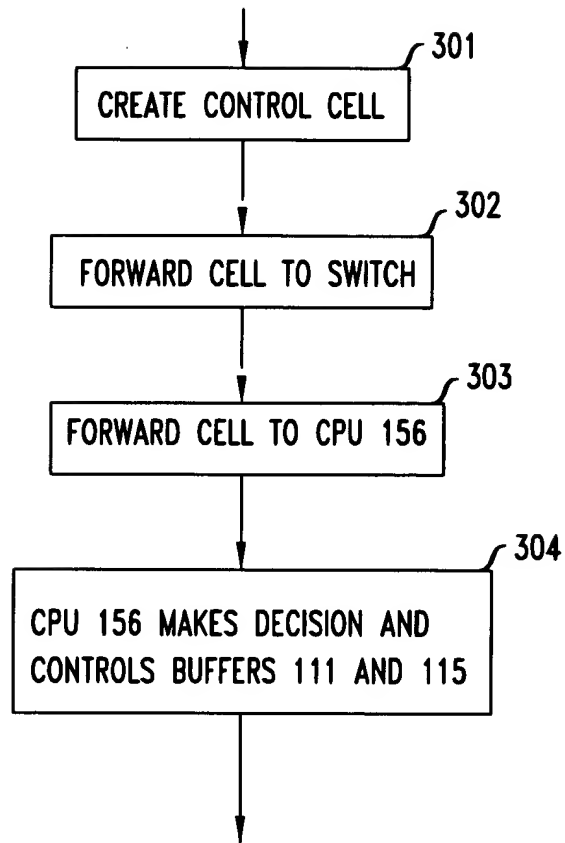 301
CREATE CONTROL CELL
302
FORWARD CELL TO SWITCH
303
FORWARD CELL TO CPU 156
304
CPU 156 MAKES DECISION AND
CONTROLS BUFFERS 111 AND 115